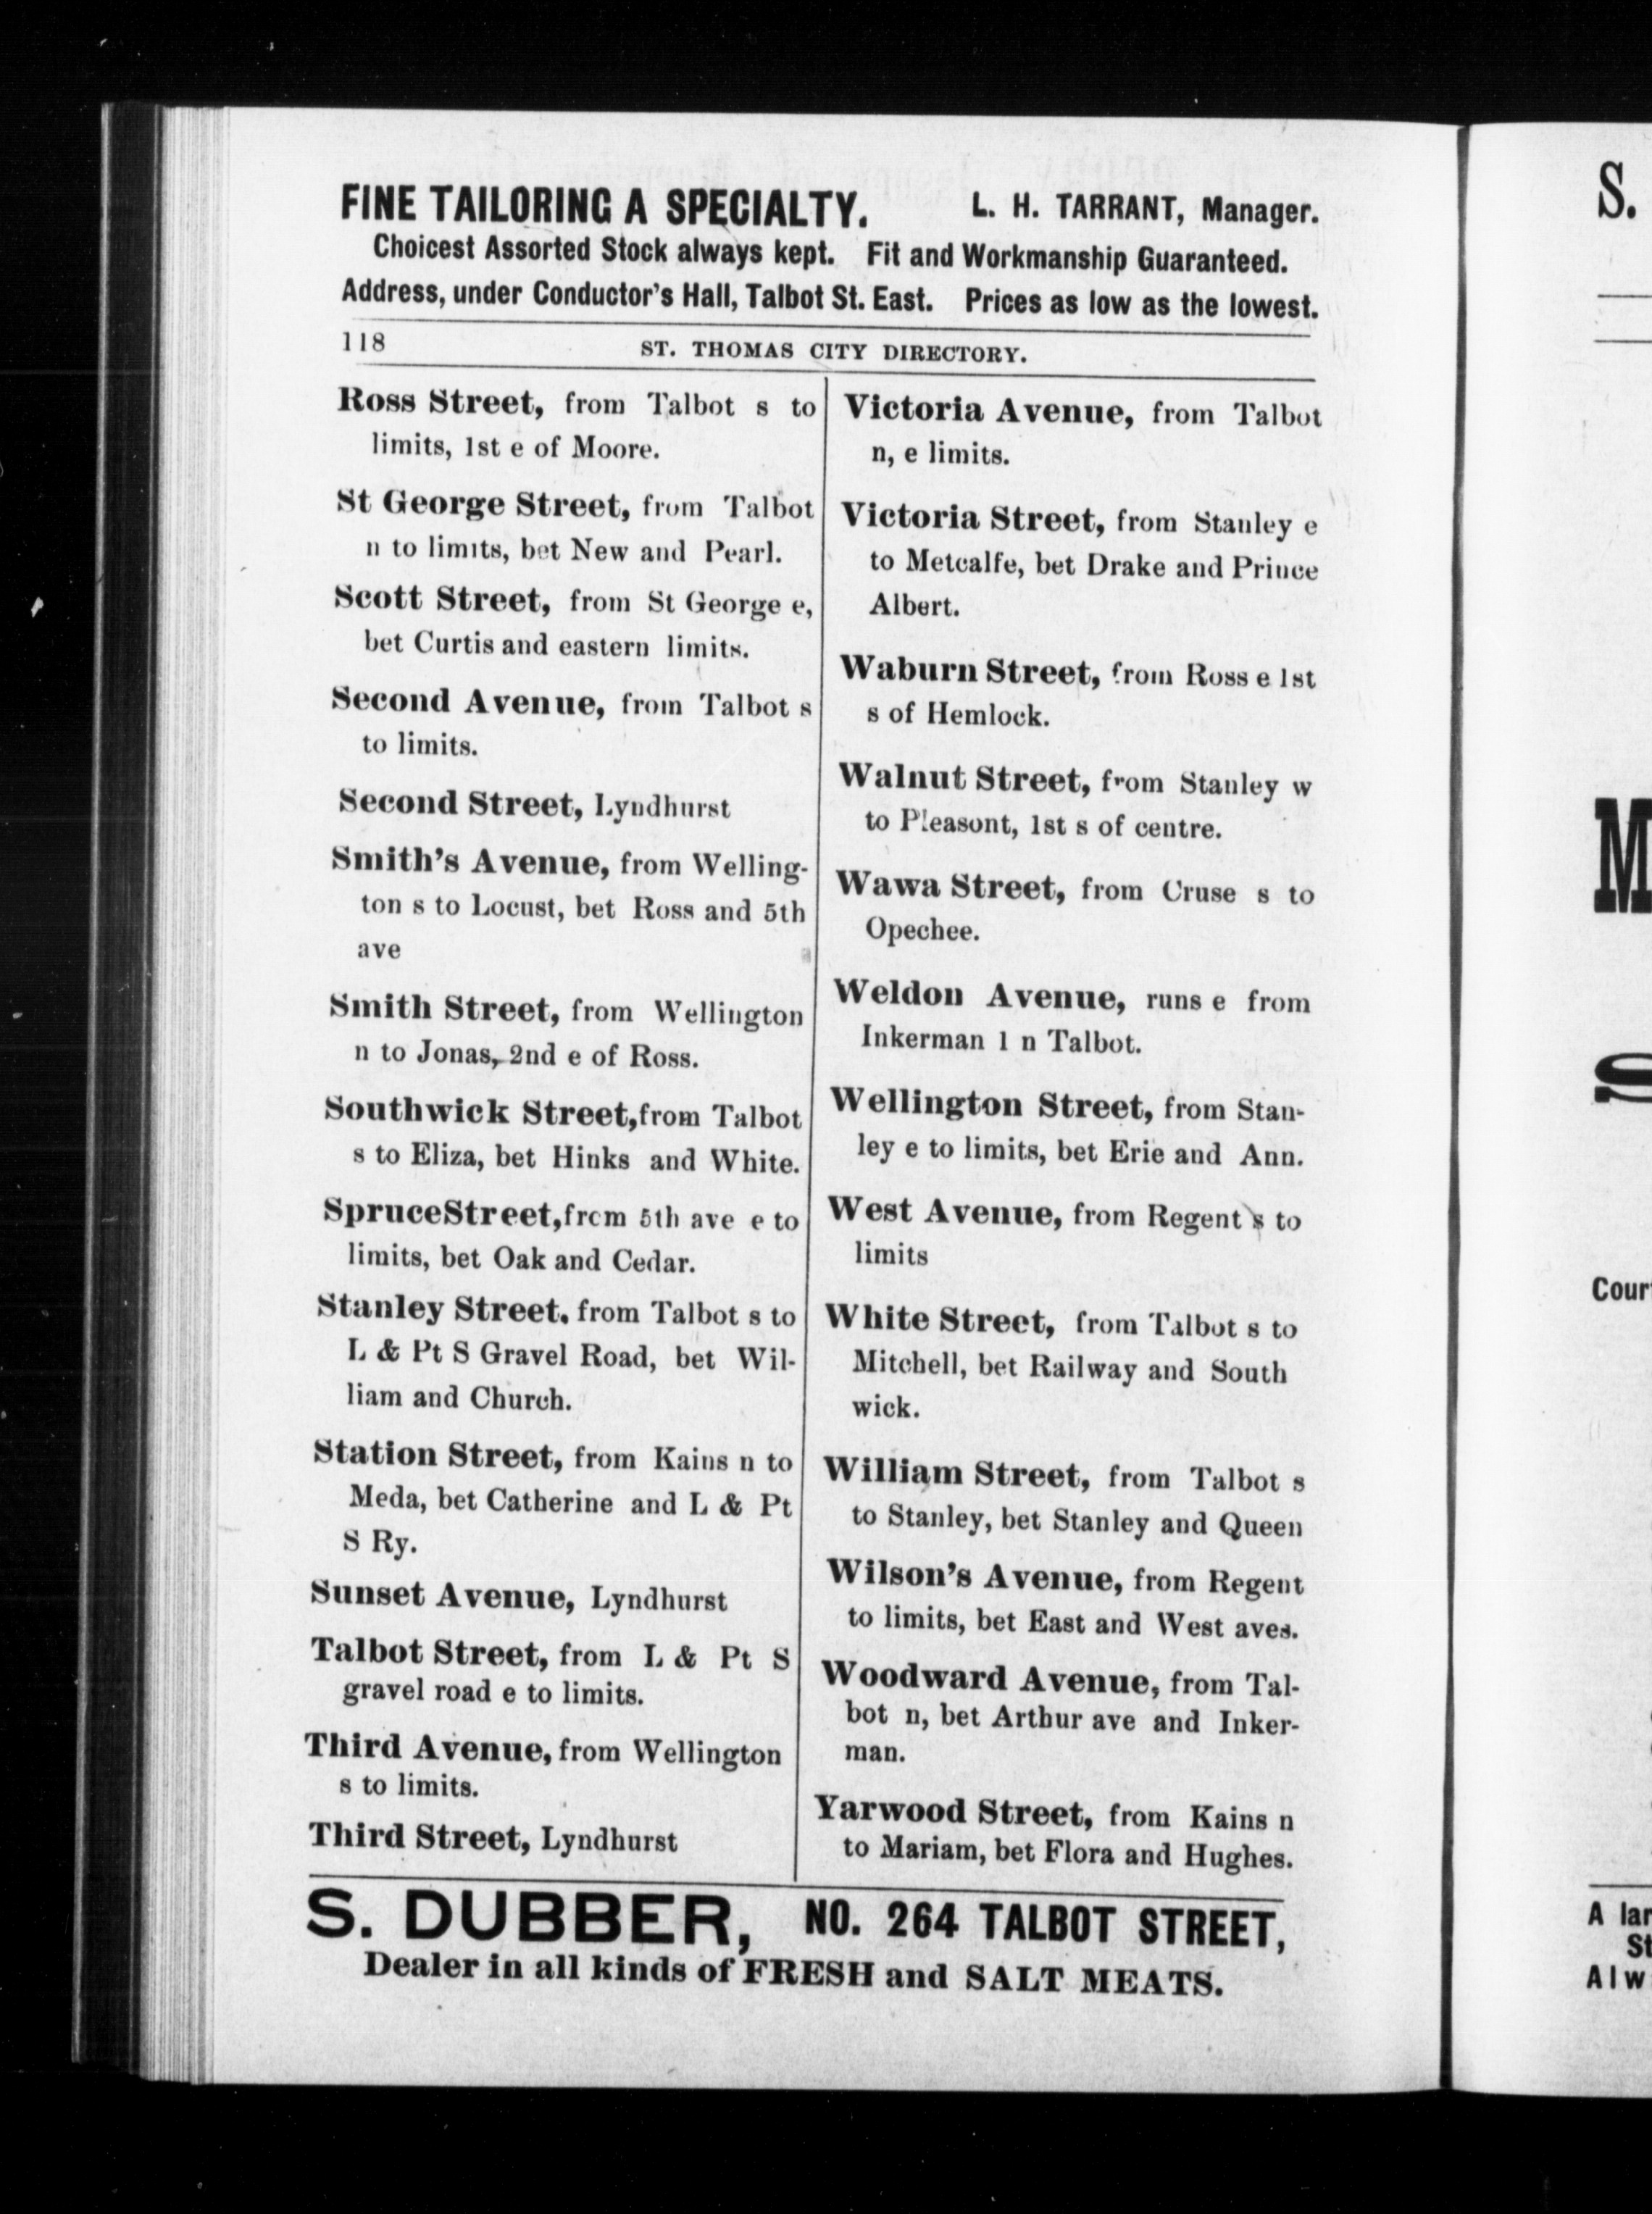 FINE TAILORING A SPECIALTY. L. H. TARRANT, Manager.
Choicest Assorted Stock always kept. Fit and Workmanship Guaranteed.
Address, under Conductor's Hall, Talbot St. East. Prices as low as the lowest.
118 ST. THOMAS CITY DIRECTORY.
Ross Street, from Talbot s to
limits, 1st e of Moore.
St George Street, from Talbot
n to limits, bet New and Pearl.
Scott Street, from St George e,
bet Curtis and eastern limits.
Second Avenue, from Talbot s
to limits.
Second Street, Lyndhurst
Smith's Avenue, from Welling-
ton s to Locust, bet Ross and 5th
ave
Smith Street, from Wellington
n to Jonas, 2nd e of Ross.
Southwick Street,from Talbot
s to Eliza, bet Hinks and White.
SpruceStreet,frcm 5th ave e to
limits, bet Oak and Cedar.
Stanley Street. from Talbot s to
L & Pt S Gravel Road, bet Wil-
liam and Church.
Station Street, from Kains n to
Meda, bet Catherine and L & Pt
S Ry.
Sunset Avenue, Lyndhurst
Talbot Street, from L & Pt S
gravel road e to limits.
Third Avenue, from Wellington
s to limits.
Third Street, Lyndhurst
Victoria Avenue, from Talbot
n, e limits.
Victoria Street, from Stanley e
to Metcalfe, bet Drake and Prince
Albert.
Waburn Street, from Ross e 1st
s of Hemlock.
Walnut Street, from Stanley w
to Pleasont, 1st s of centre.
Wawa Street, from Cruse s to
Opechee.
Weldon Avenue, runs e from
Inkerman 1 n Talbot.
Wellington Street, from Stan-
ley e to limits, bet Erie and Ann.
West Avenue, from Regent s to
limits
White Street, from Talbot s to
Mitchell, bet Railway and South
wick.
William Street, from Talbot s
to Stanley, bet Stanley and Queen
Wilson's Avenue, from Regent
to limits, bet East and West aves.
Woodward Avenue, from Tal-
bot n, bet Arthur ave and Inker-
man.
Yarwood Street, from Kains n
to Mariam, bet Flora and Hughes.
S. DUBBER, NO. 264 TALBOT STREET,
Dealer in all kinds of FRESH and SALT MEATS.
S.
M
S
Cour
A lar
St
Alw